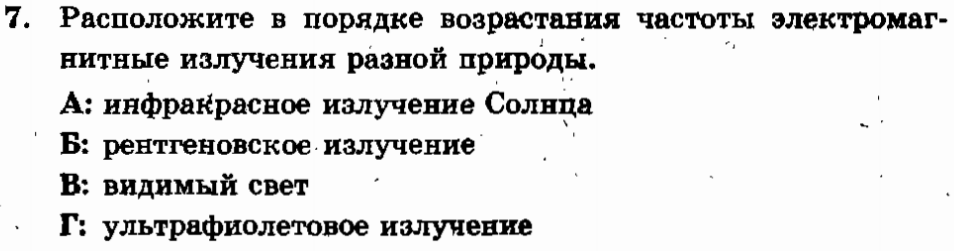 7. Расположите в порядке возрастания частоты электромаг-
нитные излучения разной природы.
А: инфракрасное излучение Солнца
Б: рентгеновское излучение
В: видимый свет
Г: ультрафиолетовое излучение